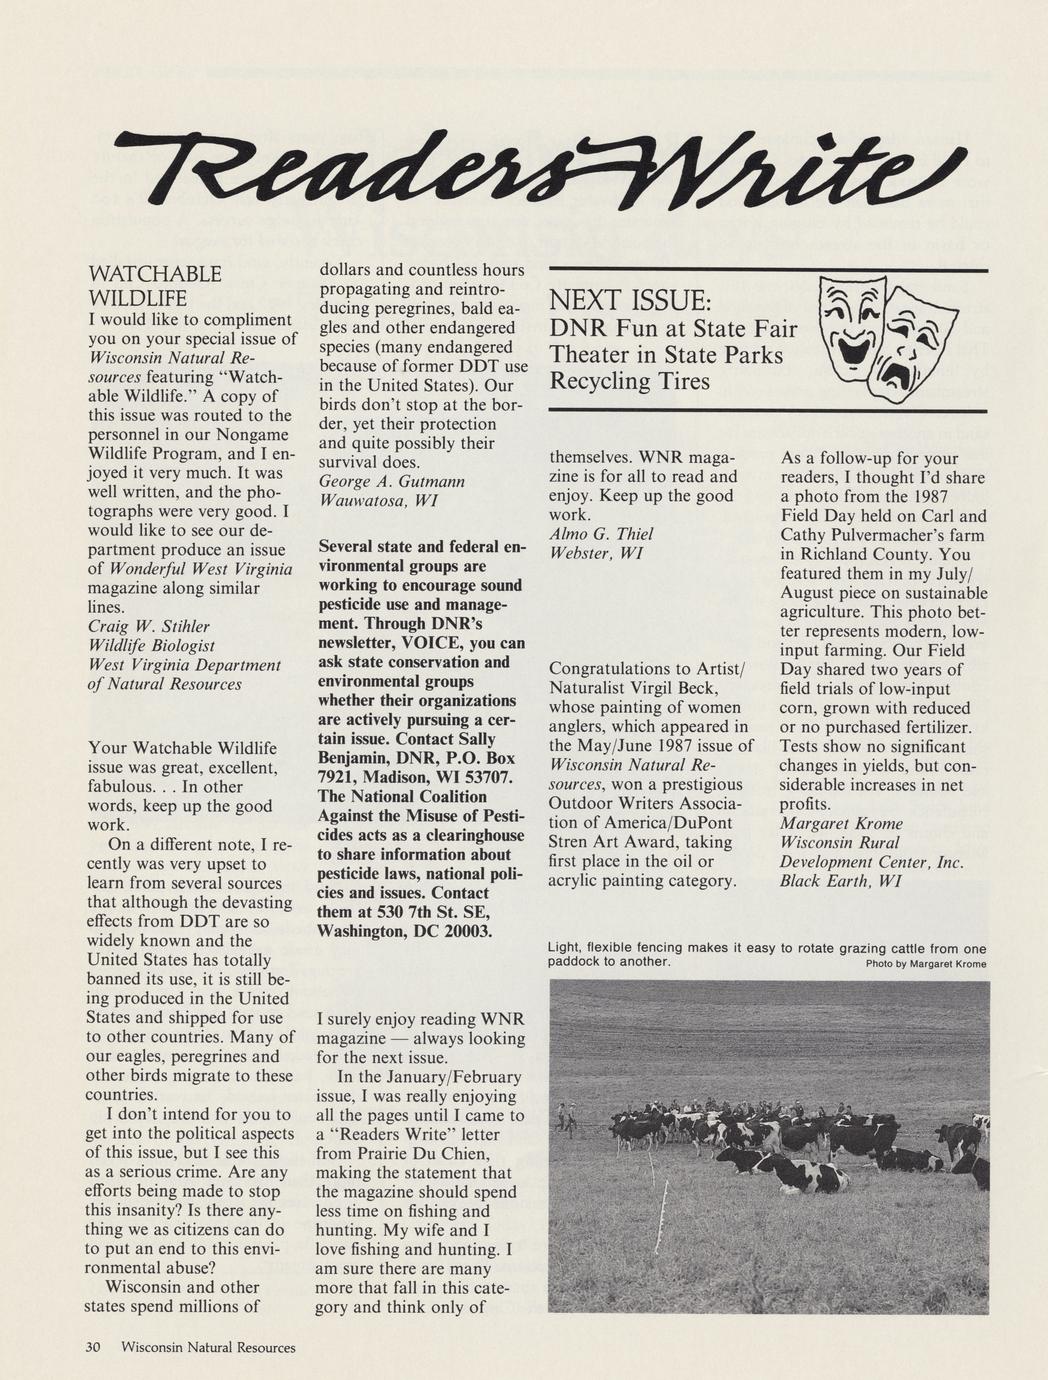 Readers Write
WATCHABLE
WILDLIFE
I would like to compliment
you on your special issue of
Wisconsin Natural Re-
sources featuring “Watch-
able Wildlife.” A copy of
this issue was routed to the
personnel in our Nongame
Wildlife Program, and I en-
joyed it very much. It was
well written, and the pho-
tographs were very good. I
would like to see our de-
partment produce an issue
of Wonderful West Virginia
magazine along similar
lines.
Craig W. Stihler
Wildlife Biologist
West Virginia Department
of Natural Resources
Your Watchable Wildlife
issue was great, excellent,
fabulous. . . In other
words, keep up the good
work.
On a different note, I re-
cently was very upset to
learn from several sources
that although the devasting
effects from DDT are so
widely known and the
United States has totally
banned its use, it is still be-
ing produced in the United
States and shipped for use
to other countries. Many of
our eagles, peregrines and
other birds migrate to these
countries.
I don’t intend for you to
get into the political aspects
of this issue, but I see this
as a serious crime. Are any
efforts being made to stop
this insanity? Is there any-
thing we as citizens can do
to put an end to this envi-
ronmental abuse?
Wisconsin and other
states spend millions of
dollars and countless hours
propagating and reintro-
ducing peregrines, bald ea-
gles and other endangered
species (many endangered
because of former DDT use
in the United States). Our
birds don’t stop at the bor-
der, yet their protection
and quite possibly their
survival does.
George A. Gutmann
Wauwatosa, WI
Several state and federal en-
vironmental groups are
working to encourage sound
pesticide use and manage-
ment. Through DNR’s
newsletter, VOICE, you can
ask state conservation and
environmental groups
whether their organizations
are actively pursuing a cer-
tain issue. Contact Sally
Benjamin, DNR, P.O. Box
7921, Madison, WI 53707.
The National Coalition
Against the Misuse of Pesti-
cides acts as a clearinghouse
to share information about
pesticide laws, national poli-
cies and issues. Contact
them at 530 7th St. SE,
Washington, DC 20003.
I surely enjoy reading WNR
magazine — always looking
for the next issue.
In the January/February
issue, I was really enjoying
all the pages until I came to
a “Readers Write” letter
from Prairie Du Chien,
making the statement that
the magazine should spend
less time on fishing and
hunting. My wife and I
love fishing and hunting. I
am sure there are many
more that fall in this cate-
gory and think only of
NEXT ISSUE:
DNR Fun at State Fair
Theater in State Parks
Recycling Tires
themselves. WNR maga-
zine is for all to read and
enjoy. Keep up the good
work.
Almo G. Thiel
Webster, WI
Congratulations to Artist/
Naturalist Virgil Beck,
whose painting of women
anglers, which appeared in
the May/June 1987 issue of
Wisconsin Natural Re-
sources, won a prestigious
Outdoor Writers Associa-
tion of America/DuPont
Stren Art Award, taking
first place in the oil or
acrylic painting category.
As a follow-up for your
readers, I thought I’d share
a photo from the 1987
Field Day held on Carl and
Cathy Pulvermacher’s farm
in Richland County. You
featured them in my July/
August piece on sustainable
agriculture. This photo bet-
ter represents modern, low-
input farming. Our Field
Day shared two years of
field trials of low-input
corn, grown with reduced
or no purchased fertilizer.
Tests show no significant
changes in yields, but con-
siderable increases in net
profits.
Margaret Krome
Wisconsin Rural
Development Center, Inc.
Black Earth, WI
Light, flexible fencing makes it easy to rotate grazing cattle from one
paddock to another. Photo by Margaret Krome
30 Wisconsin Natural Resources